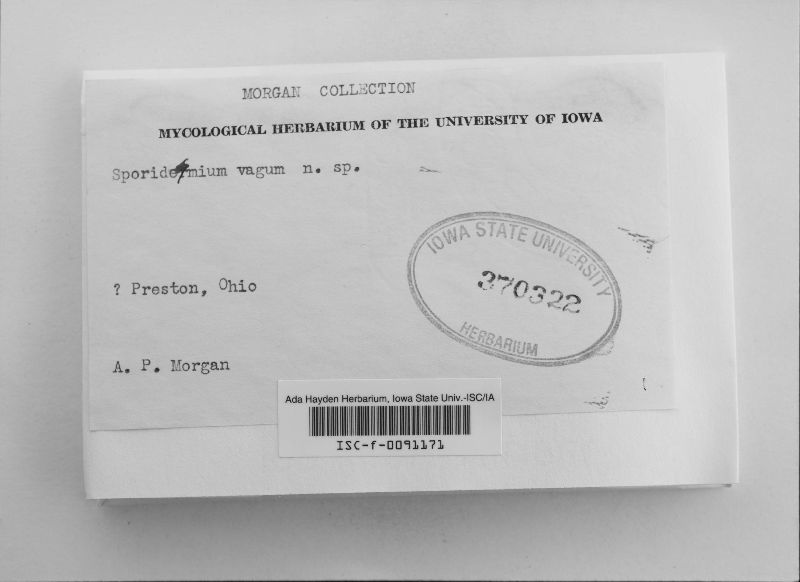 MORGAN COLLECTION
MYCOLOGICAL HERBARIUM OF THE UNIVERSITY OF IOWA
Sporidesmium vagum n. sp.
? Preston, Ohio
A. P. Morgan
IOWA STATE UNIVERSITY
370322
HERBARIUM
Ada Hayden Herbarium, Iowa State Univ.-ISC/IA
ISC-f-0091171